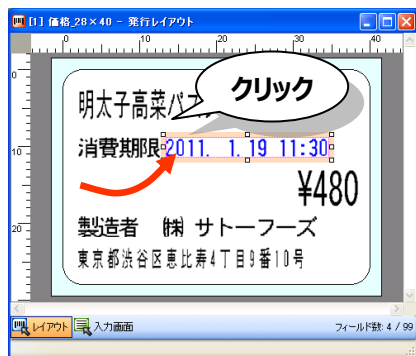 [1] 価格_28×40 - 発行レイアウト
0 10 20 30 40
0
10
20
クリック
明太子高菜パス
消費期限 2011. 1. 19 11:30
¥480
製造者 ㈱ サトーフーズ
東京都渋谷区恵比寿4丁目9番10号
レイアウト 入力画面 フィールド数: 4 / 99